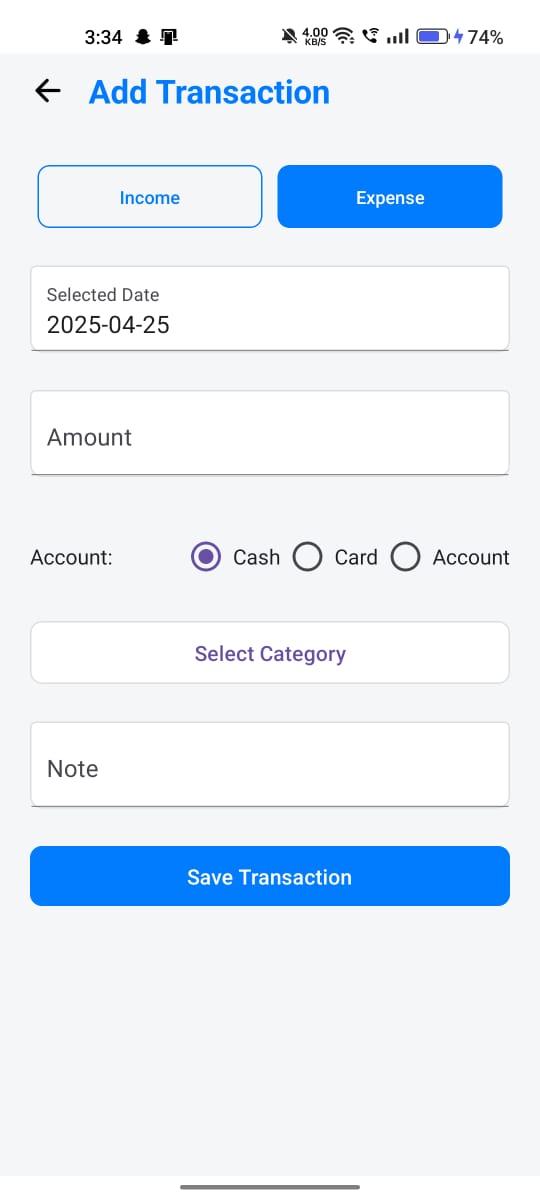 3:34 4.00 KB/S 74%
Add Transaction
Income Expense
Selected Date
2025-04-25
Amount
Account: Cash Card Account
Select Category
Note
Save Transaction